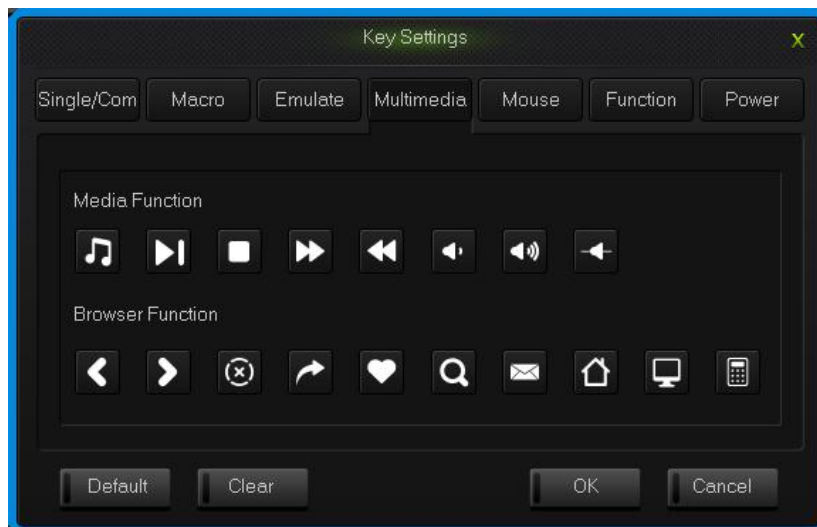 Key Settings
X
Single/Com Macro Emulate Multimedia Mouse Function Power
Media Function
Browser Function
Default Clear OK Cancel